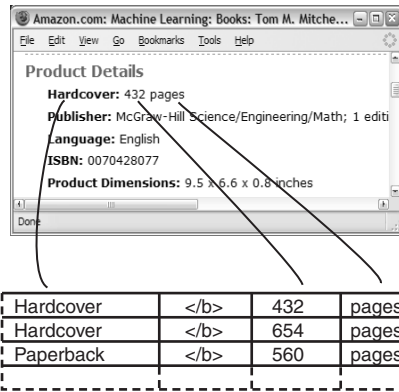 Amazon.com: Machine Learning: Books: Tom M. Mitche...
File Edit View Go Bookmarks Tools Help
Product Details
Hardcover: 432 pages
Publisher: McGraw-Hill Science/Engineering/Math; 1 editi
Language: English
ISBN: 0070428077
Product Dimensions: 9.5 x 6.6 x 0.8 inches
Done
Hardcover </b> 432 pages
Hardcover </b> 654 pages
Paperback </b> 560 pages